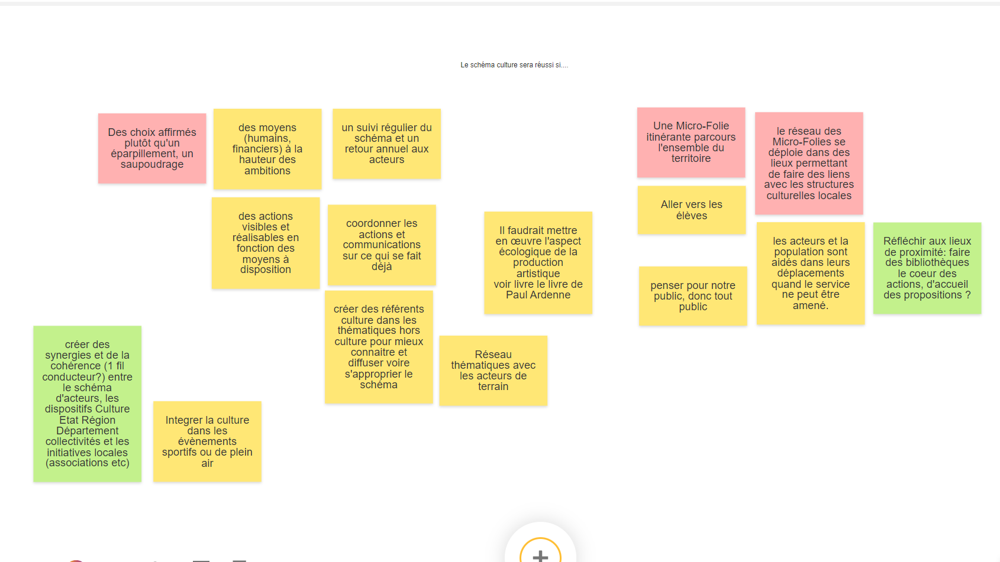 Le schéma culture sera réussi si....
Des choix affirmés
plutôt qu'un
éparpillement, un
saupoudrage
des moyens
(humains,
financiers) à la
hauteur des
ambitions
un suivi régulier du
schéma et un
retour annuel aux
acteurs
des actions
visibles et
réalisables en
fonction des
moyens à
disposition
coordonner les
actions et
communications
sur ce qui se fait
déjà
créer des référents
culture dans les
thématiques hors
culture pour mieux
connaitre et
diffuser voire
s'approprier le
schéma
Réseau
thématiques avec
les acteurs de
terrain
créer des
synergies et de la
cohérence (1 fil
conducteur?) entre
le schéma
d'acteurs, les
dispositifs Culture
Etat Région
Département
collectivités et les
initiatives locales
(associations etc)
Integrer la culture
dans les
évènements
sportifs ou de plein
air
Il faudrait mettre
en œuvre l'aspect
écologique de la
production
artistique
voir livre le livre de
Paul Ardenne
Une Micro-Folie
itinérante parcours
l'ensemble du
territoire
le réseau des
Micro-Folies se
déploie dans des
lieux permettant
de faire des liens
avec les structures
culturelles locales
Aller vers les
élèves
les acteurs et la
population sont
aidés dans leurs
déplacements
quand le service
ne peut être
amené.
Réfléchir aux lieux
de proximité: faire
des bibliothèques
le coeur des
actions, d'accueil
des propositions ?
penser pour notre
public, donc tout
public